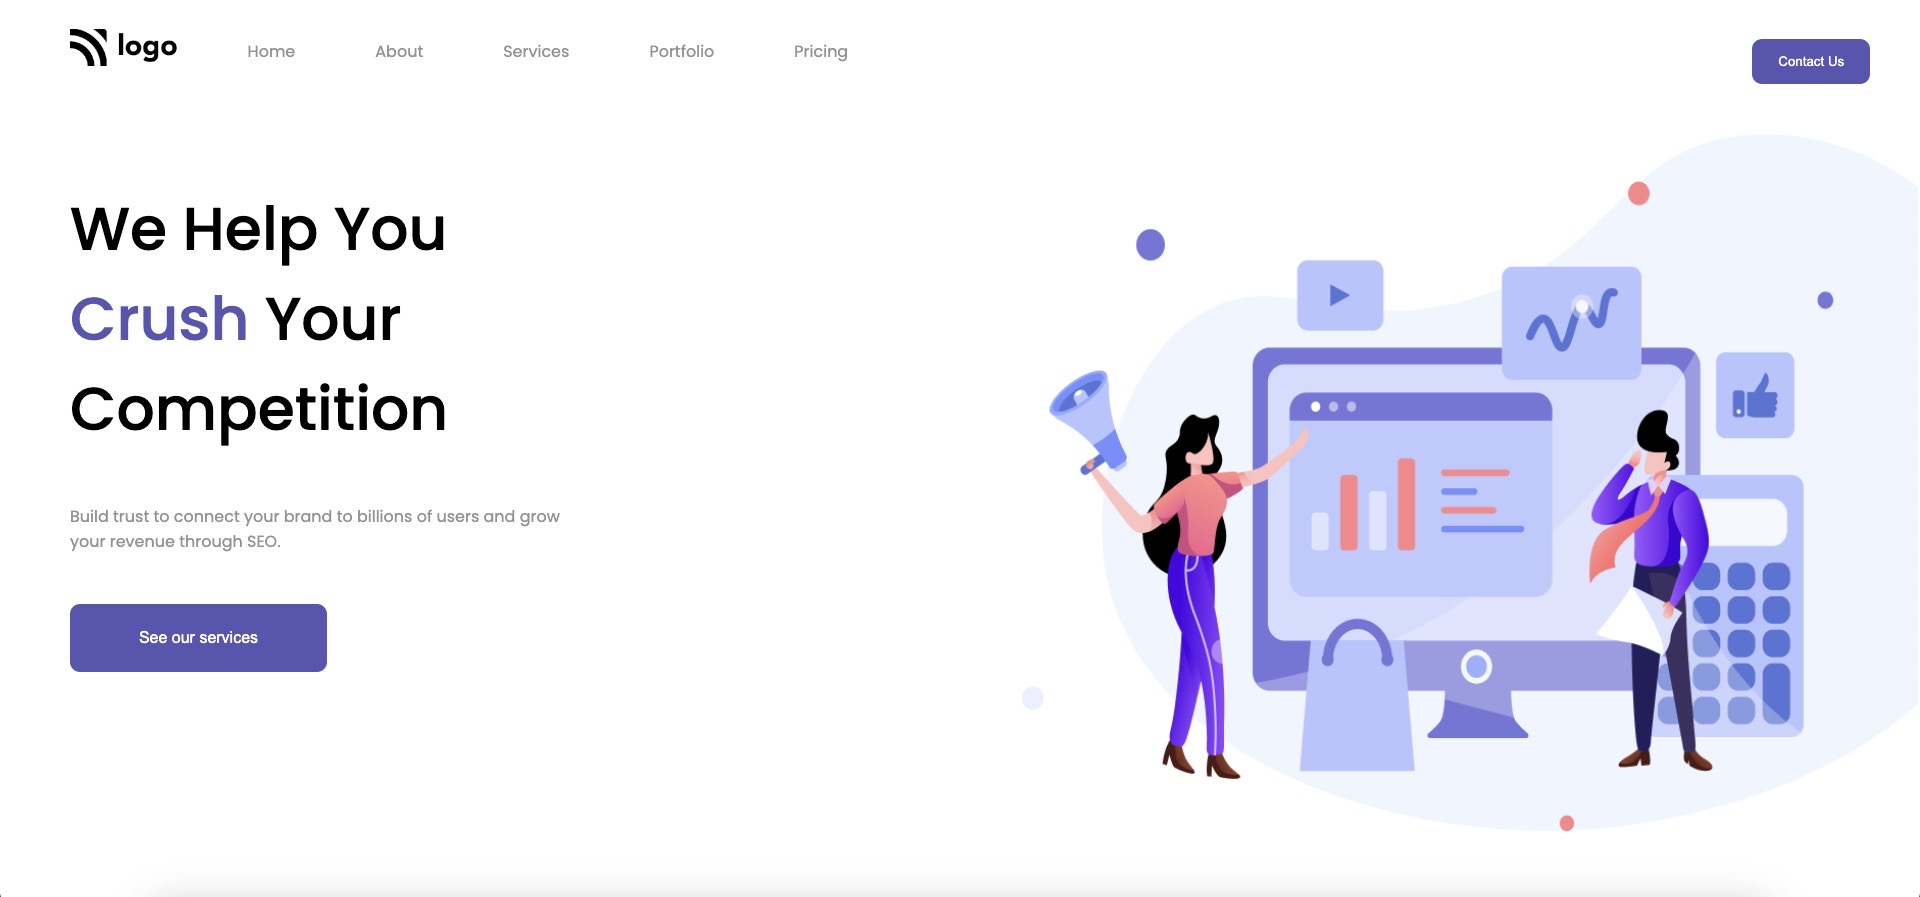 logo
Home
About
Services
Portfolio
Pricing
Contact Us
We Help You
Crush Your
Competition
Build trust to connect your brand to billions of users and grow
your revenue through SEO.
See our services